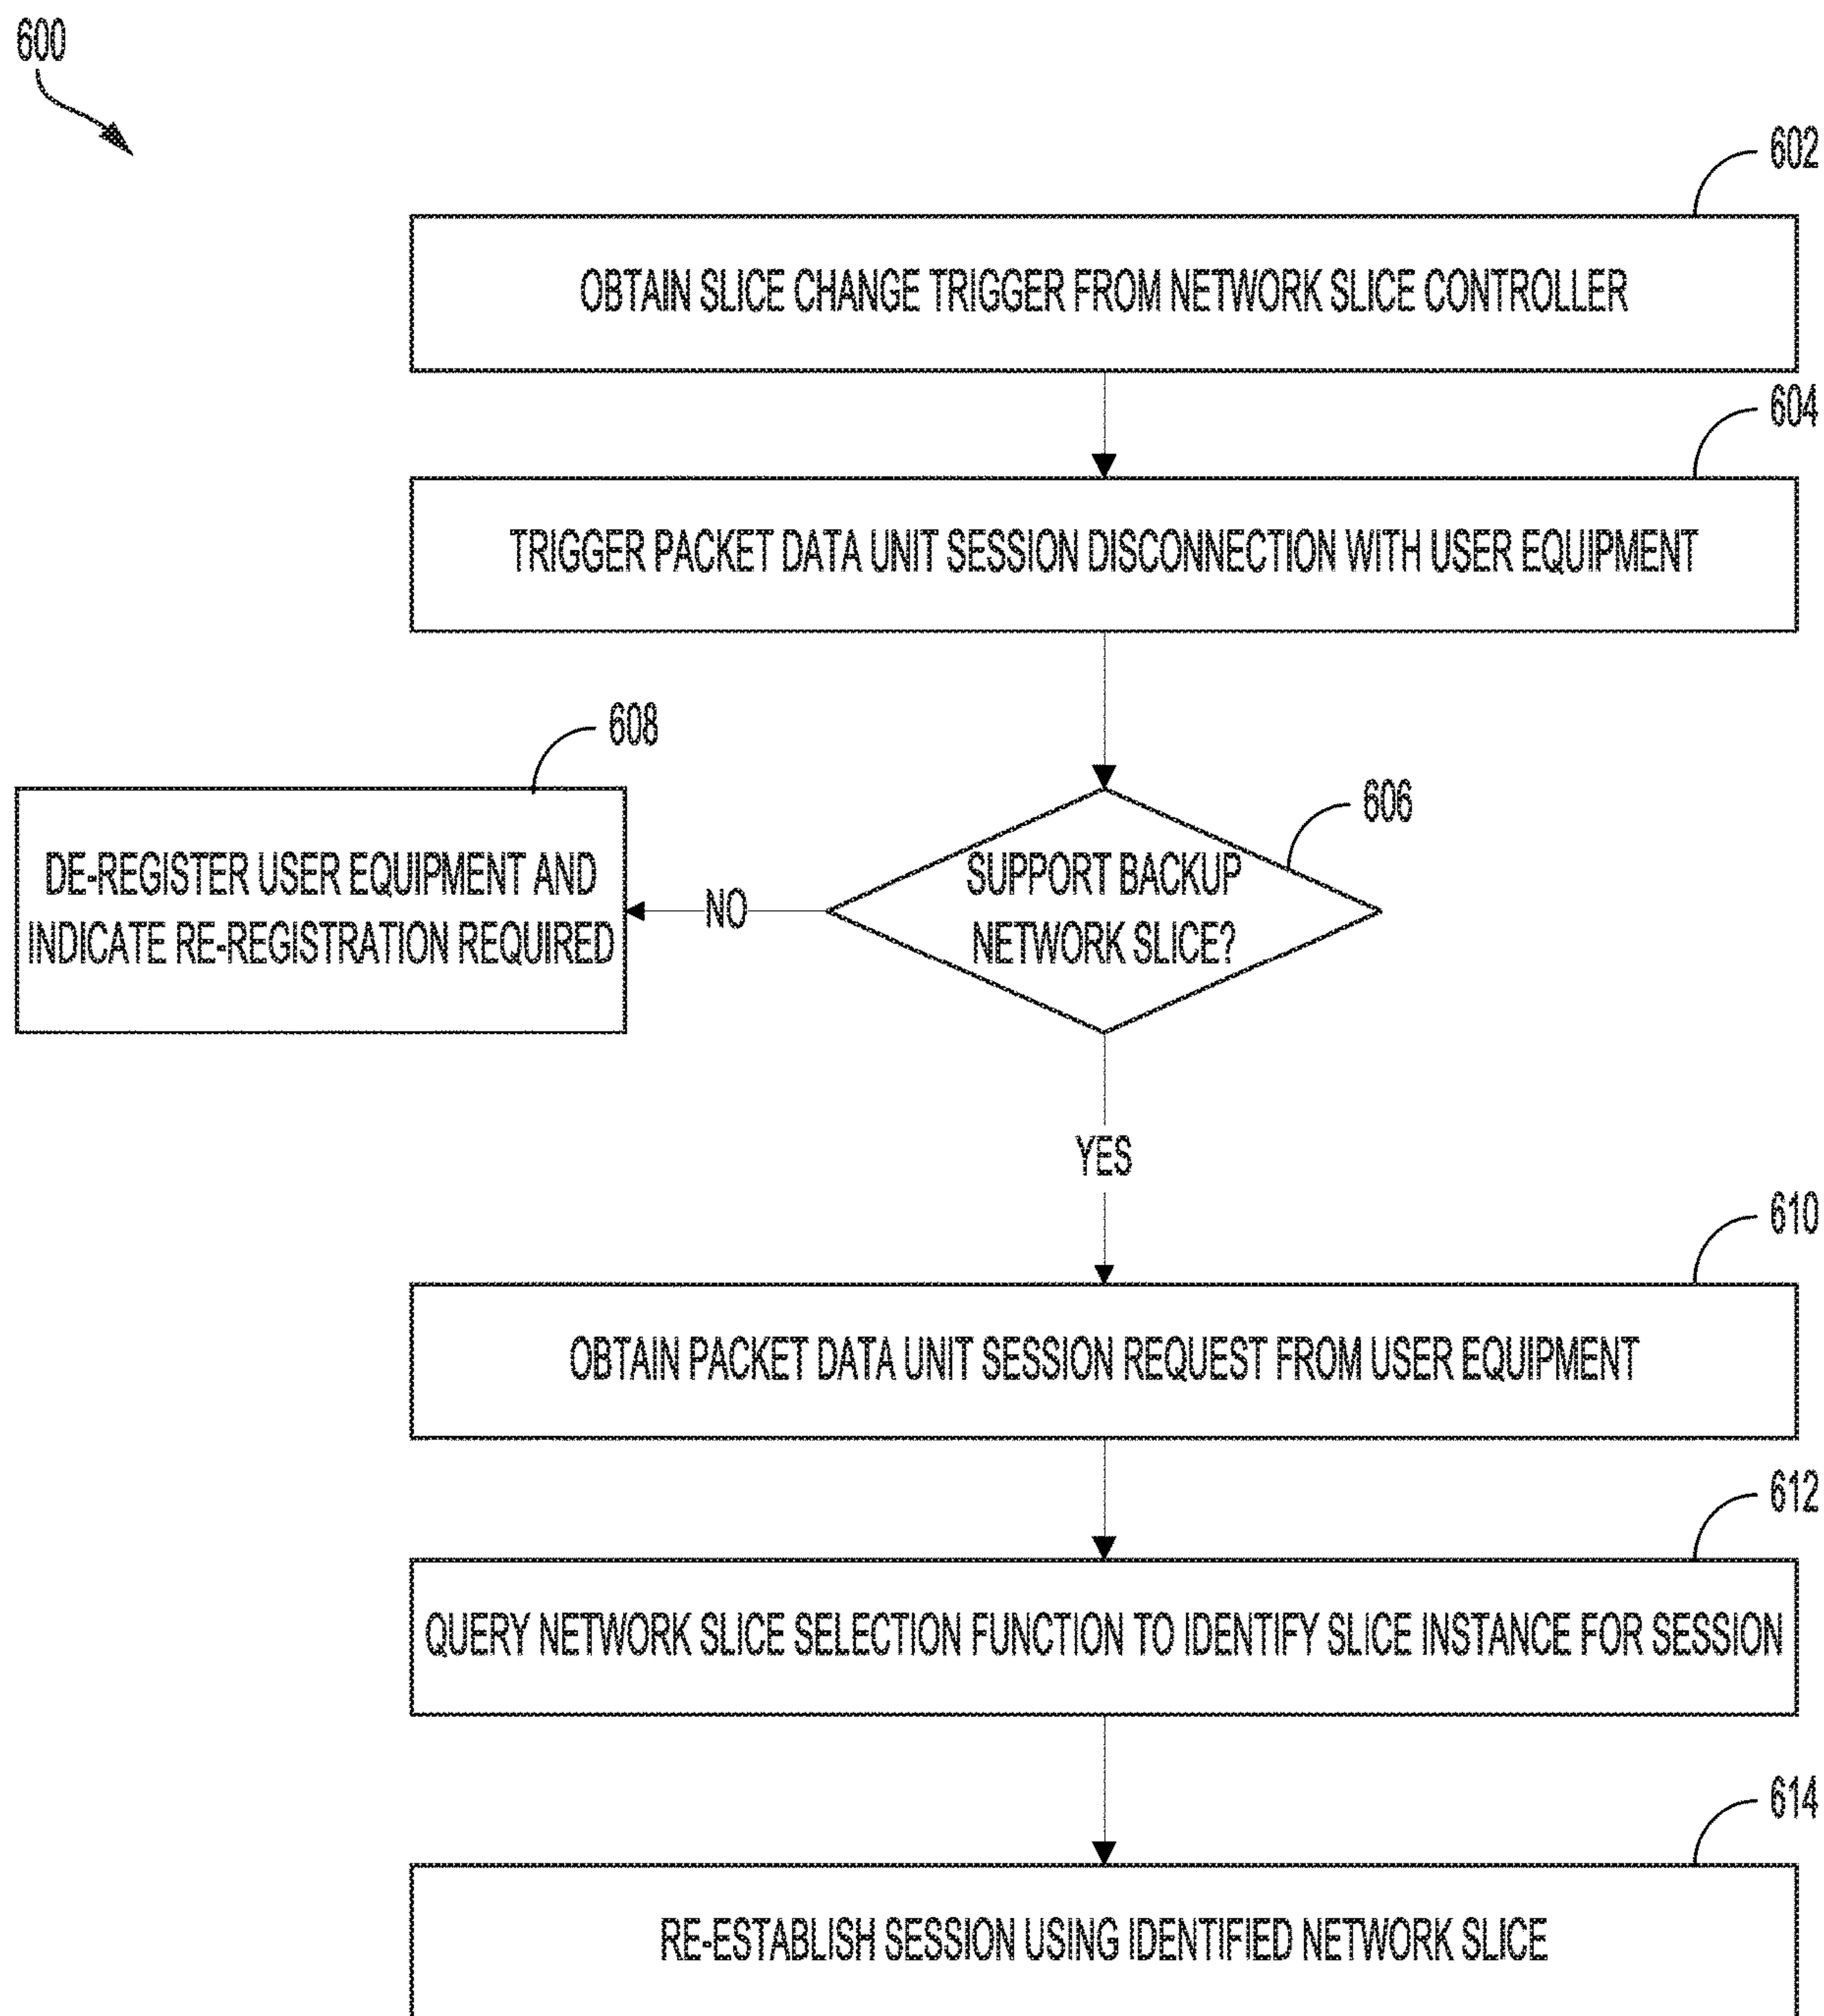 600
602
OBTAIN SLICE CHANGE TRIGGER FROM NETWORK SLICE CONTROLLER
604
TRIGGER PACKET DATA UNIT SESSION DISCONNECTION WITH USER EQUIPMENT
608
DE-REGISTER USER EQUIPMENT AND
INDICATE RE-REGISTRATION REQUIRED
NO
606
SUPPORT BACKUP
NETWORK SLICE?
YES
610
OBTAIN PACKET DATA UNIT SESSION REQUEST FROM USER EQUIPMENT
612
QUERY NETWORK SLICE SELECTION FUNCTION TO IDENTIFY SLICE INSTANCE FOR SESSION
614
RE-ESTABLISH SESSION USING IDENTIFIED NETWORK SLICE